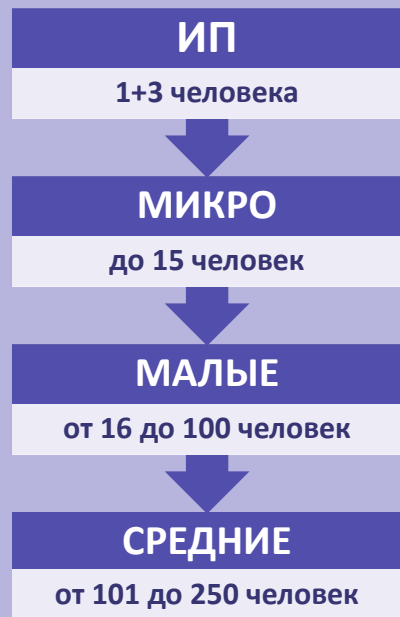 ИП
1+3 человека
МИКРО
до 15 человек
МАЛЫЕ
от 16 до 100 человек
СРЕДНИЕ
от 101 до 250 человек